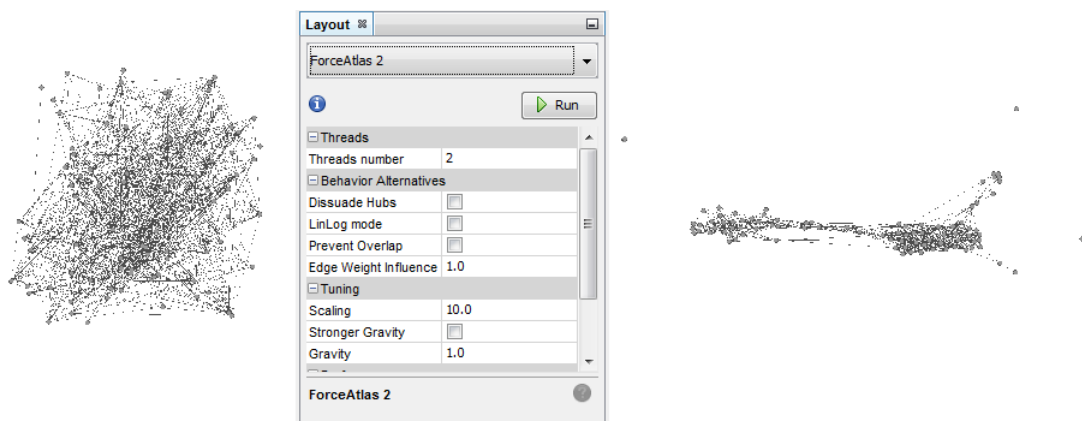 Layout
ForceAtlas 2
Run
Threads
Threads number 2
Behavior Alternatives
Dissuade Hubs
LinLog mode
Prevent Overlap
Edge Weight Influence 1.0
Tuning
Scaling 10.0
Stronger Gravity
Gravity 1.0
ForceAtlas 2